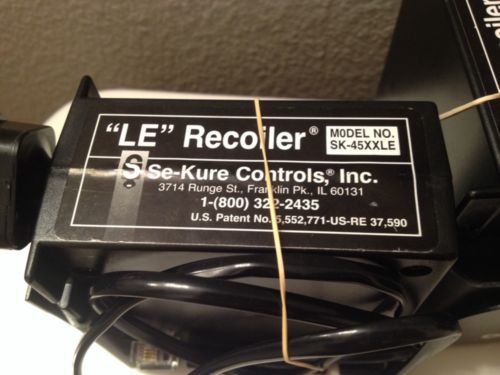 "LE" Recoiler®
MODEL NO.
SK-45XXLE
S Se-Kure Controls,® Inc.
3714 Runge St., Franklin Pk., IL 60131
1-(800) 322-2435
U.S. Patent No. 5,552,771-US-RE 37,590